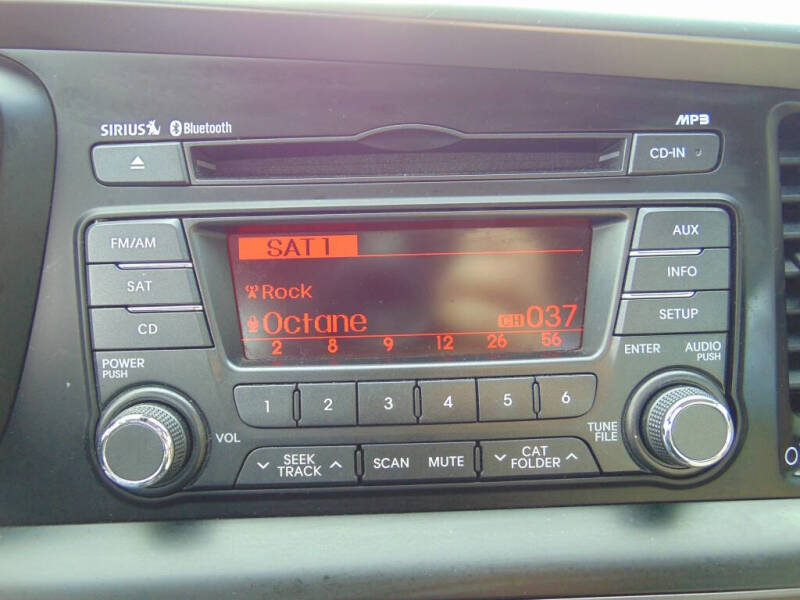 SIRIUS Bluetooth
MP3
CD-IN
FM/AM
SAT
CD
SAT1
Rock
Octane CH 037
2 8 9 12 26 56
AUX
INFO
SETUP
POWER
PUSH
VOL
1 2 3 4 5 6
SEEK
TRACK
SCAN MUTE
CAT
FOLDER
ENTER
AUDIO
PUSH
TUNE
FILE